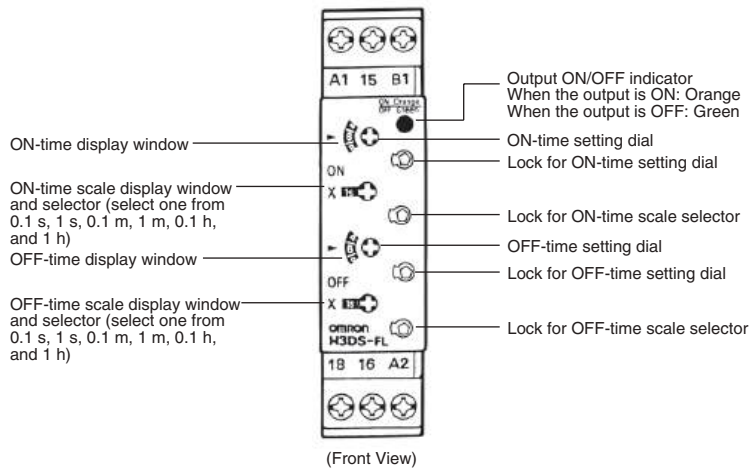 A1 15 B1
ON Orange
OFF Green
ON
X
OFF
X
omron
H3DS-FL
18 16 A2
ON-time display window
ON-time scale display window
and selector (select one from
0.1 s, 1 s, 0.1 m, 1 m, 0.1 h,
and 1 h)
OFF-time display window
OFF-time scale display window
and selector (select one from
0.1 s, 1 s, 0.1 m, 1 m, 0.1 h,
and 1 h)
Output ON/OFF indicator
When the output is ON: Orange
When the output is OFF: Green
ON-time setting dial
Lock for ON-time setting dial
Lock for ON-time scale selector
OFF-time setting dial
Lock for OFF-time setting dial
Lock for OFF-time scale selector
(Front View)